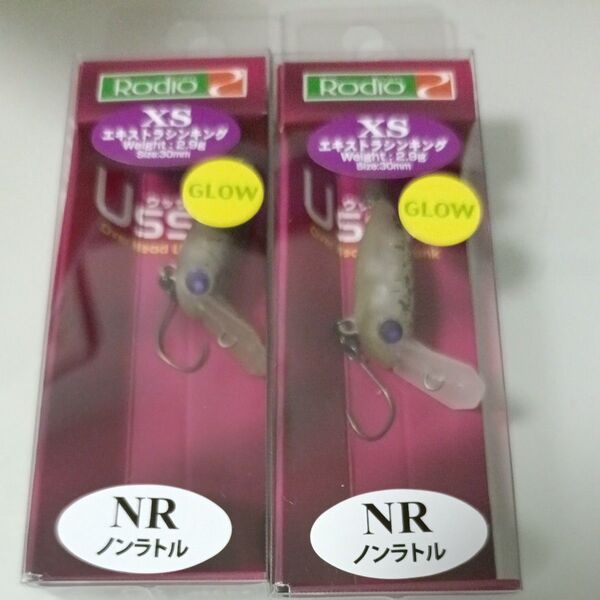 Rodio
XS
エキストラシンキング
Weight : 2.9g
Size:30mm
GLOW
NR
ノンラトル
Rodio
XS
エキストラシンキング
Weight : 2.9g
Size:30mm
GLOW
NR
ノンラトル